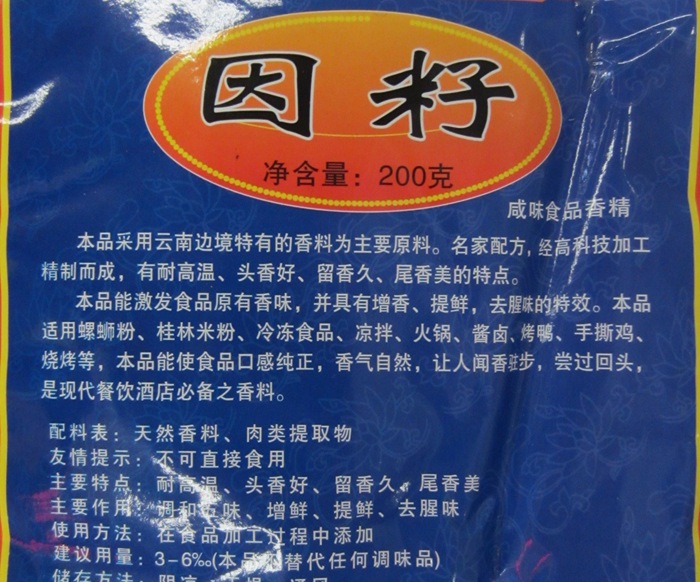 因籽
净含量：200克
咸味食品香精
本品采用云南边境特有的香料为主要原料。名家配方，经高科技加工
精制而成，有耐高温、头香好、留香久、尾香美的特点。
本品能激发食品原有香味，并具有增香、提鲜，去腥味的特效。本品
适用螺蛳粉、桂林米粉、冷冻食品、凉拌、火锅、酱卤、烤鸭、手撕鸡、
烧烤等，本品能使食品口感纯正，香气自然，让人闻香驻步，尝过回头，
是现代餐饮酒店必备之香料。
配料表：天然香料、肉类提取物
友情提示：不可直接食用
主要特点：耐高温、头香好、留香久、尾香美
主要作用：调和五味、增鲜、提鲜、去腥味
使用方法：在食品加工过程中添加
建议用量：3-6‰(本品 替代任何调味品)
储存方法：阴凉